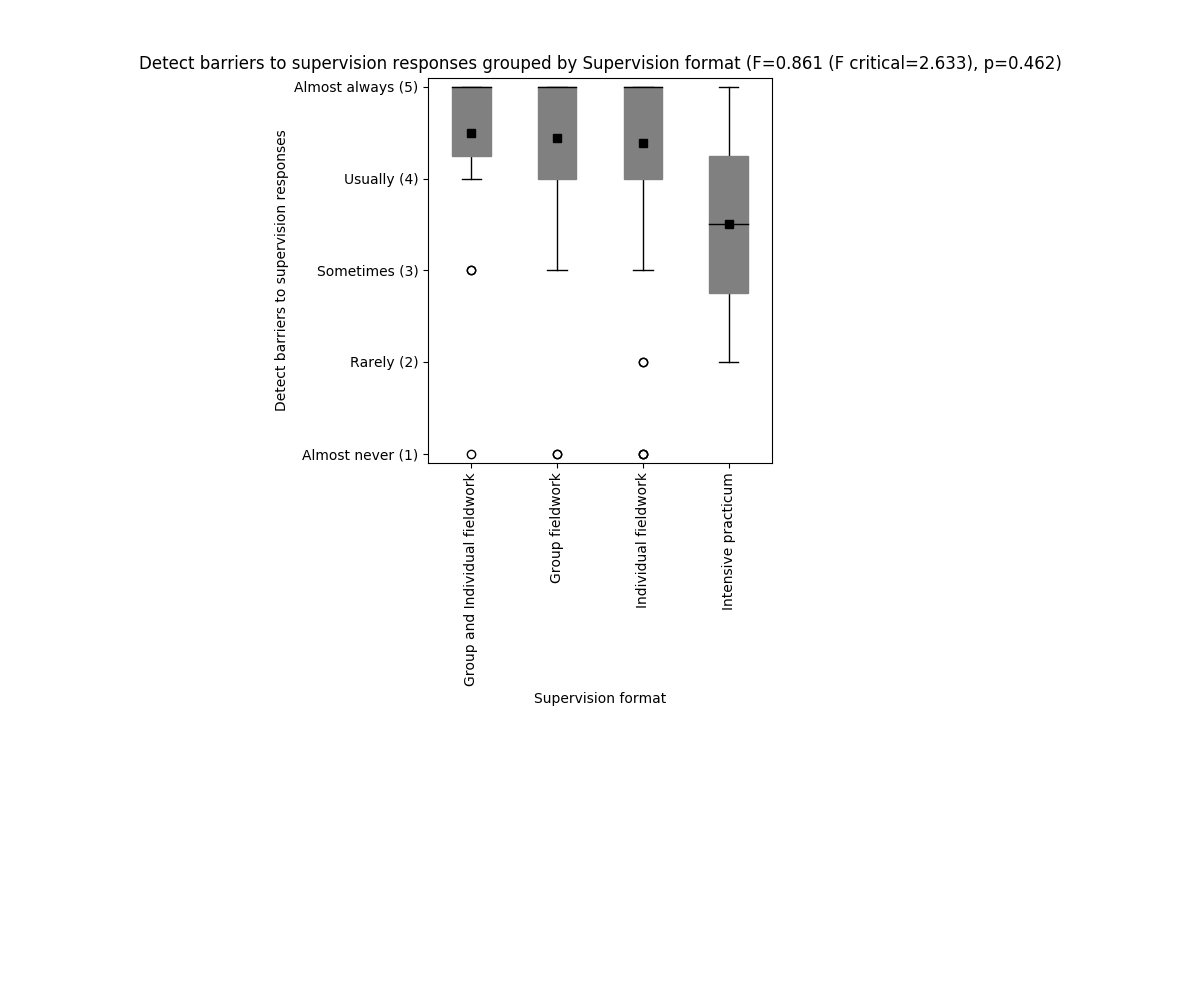 Detect barriers to supervision responses grouped by Supervision format (F=0.861 (F critical=2.633), p=0.462)
Detect barriers to supervision responses
Almost always (5)
Usually (4)
Sometimes (3)
Rarely (2)
Almost never (1)
Group and Individual fieldwork
Group fieldwork
Individual fieldwork
Intensive practicum
Supervision format